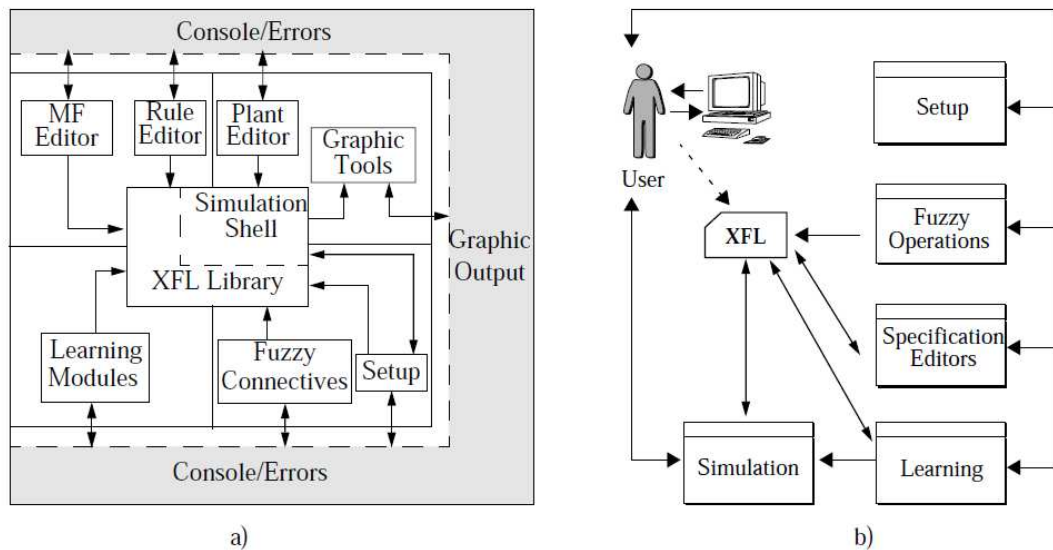 Console/Errors
MF
Editor
Rule
Editor
Plant
Editor
Graphic
Tools
Simulation
Shell
XFL Library
Graphic
Output
Learning
Modules
Fuzzy
Connectives
Setup
Console/Errors
a)
User
Setup
XFL
Fuzzy
Operations
Specification
Editors
Simulation
Learning
b)